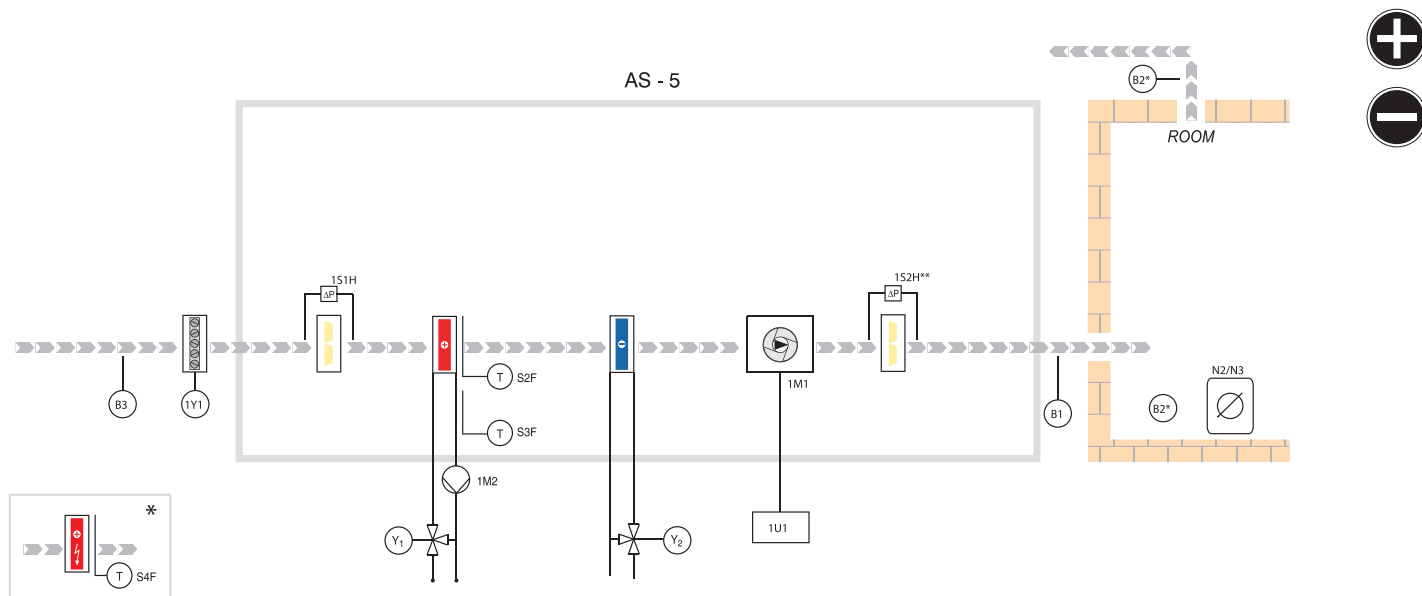 AS - 5
B2*
ROOM
1S1H
ΔP
1S2H**
ΔP
T S2F
T S3F
1M1
B3
1Y1
B1
B2*
N2/N3
1M2
Y1
1U1
Y2
*
T S4F